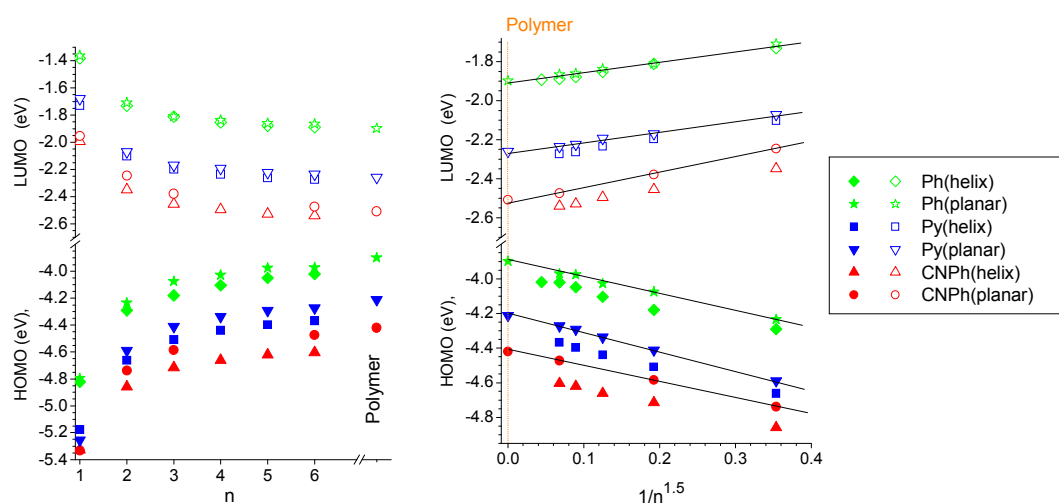 Polymer
LUMO (eV)
-1.4
-1.6
-1.8
-2.0
-2.2
-2.4
-2.6
HOMO (eV),
-4.0
-4.2
-4.4
-4.6
-4.8
-5.4
1 2 3 4 5 6
n
Polymer
LUMO (eV)
-1.8
-2.0
-2.2
-2.4
-2.6
HOMO (eV),
-4.0
-4.2
-4.4
-4.6
-4.8
0.0 0.1 0.2 0.3 0.4
1/n^1.5
Ph(helix)
Ph(planar)
Py(helix)
Py(planar)
CNPh(helix)
CNPh(planar)